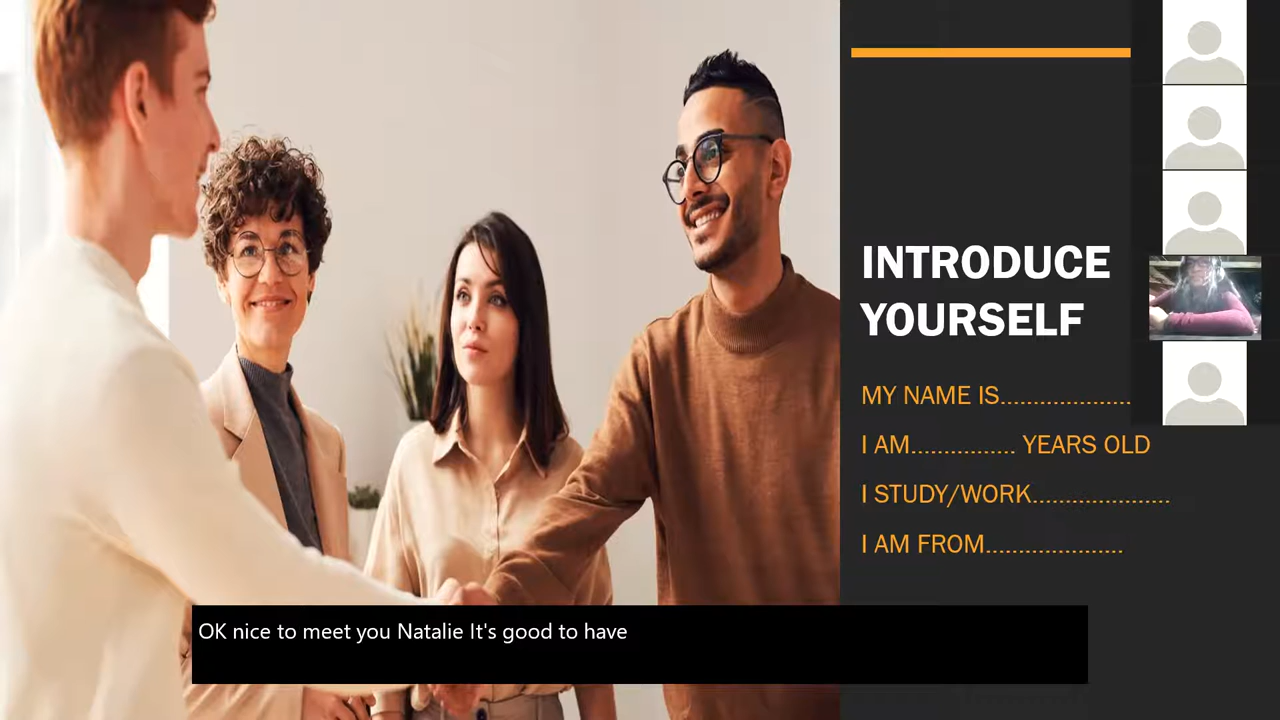 INTRODUCE
YOURSELF
MY NAME IS....................
I AM................ YEARS OLD
I STUDY/WORK.....................
I AM FROM.....................
OK nice to meet you Natalie It's good to have